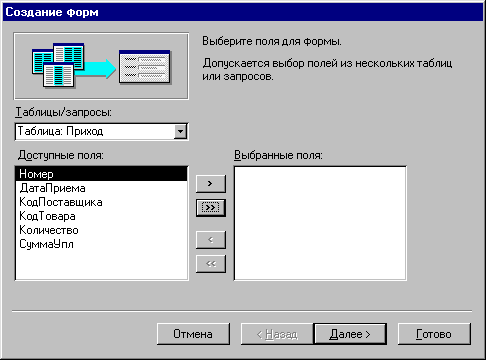 Создание форм
Выберите поля для формы.
Допускается выбор полей из нескольких таблиц
или запросов.
Таблицы/запросы:
Таблица: Приход
Доступные поля:
Выбранные поля:
Номер
ДатаПриема
КодПоставщика
КодТовара
Количество
СуммаУпл
>
>>
<
<<
Отмена
< Назад
Далее >
Готово